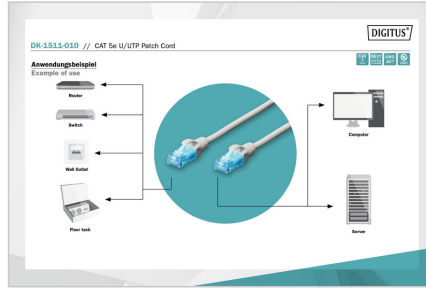 DIGITUS®
DK-1511-010 // CAT 5e U/UTP Patch Cord
Anwendungsbeispiel
Example of use
Router
Switch
Wall Outlet
Floor tank
Computer
Server